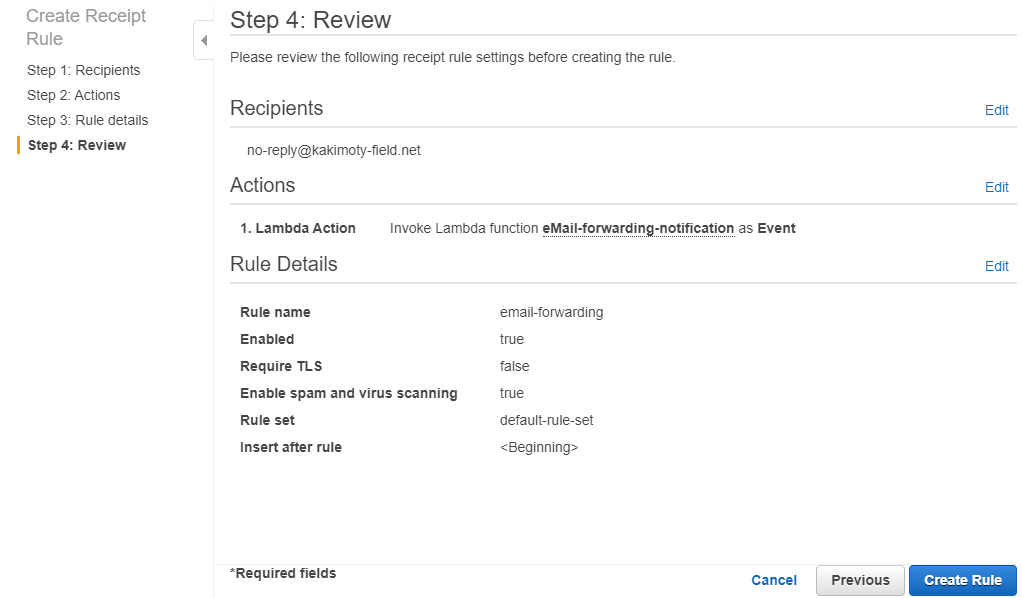 Create Receipt
Rule
Step 1: Recipients
Step 2: Actions
Step 3: Rule details
Step 4: Review
Step 4: Review
Please review the following receipt rule settings before creating the rule.
Recipients Edit
no-reply@kakimoty-field.net
Actions Edit
1. Lambda Action Invoke Lambda function eMail-forwarding-notification as Event
Rule Details Edit
Rule name email-forwarding
Enabled true
Require TLS false
Enable spam and virus scanning true
Rule set default-rule-set
Insert after rule <Beginning>
*Required fields
Cancel Previous Create Rule